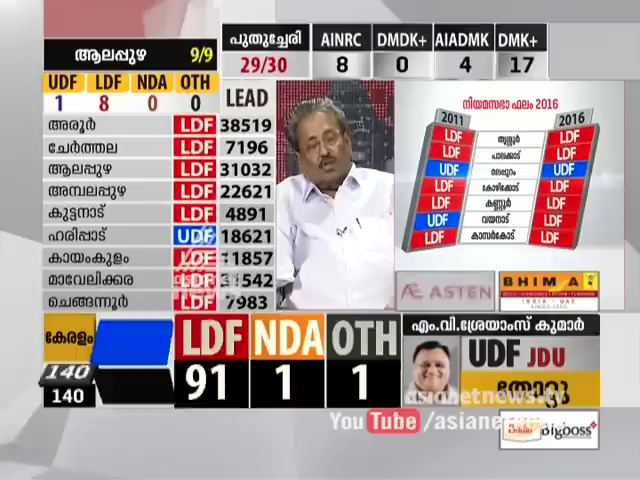 ആലപ്പുഴ 9/9
UDF LDF NDA OTH
1 8 0 0
LEAD
അരൂർ LDF 38519
ചേർത്തല LDF 7196
ആലപ്പുഴ LDF 31032
അമ്പലപ്പുഴ LDF 22621
കുട്ടനാട് LDF 4891
ഹരിപ്പാട് UDF 18621
കായംകുളം LDF 11857
മാവേലിക്കര LDF 31542
ചെങ്ങന്നൂർ LDF 7983
പുതുച്ചേരി AINRC DMDK+ AIADMK DMK+
29/30 8 0 4 17
നിയമസഭാ ഫലം 2016
2011 2016
LDF തൃശ്ശൂർ LDF
LDF പാലക്കാട് LDF
UDF മലപ്പുറം UDF
LDF കോഴിക്കോട് LDF
LDF കണ്ണൂർ LDF
UDF വയനാട് LDF
LDF കാസർകോട് LDF
ASTEN
BHIMA
INDIA - UAE
കേരളം LDF NDA OTH
140
140 91 1 1
എം.വി.ശ്രേയാംസ് കുമാർ
UDF JDU
തോറ്റു
asianetnews.tv
YouTube /asiane
Bigboss